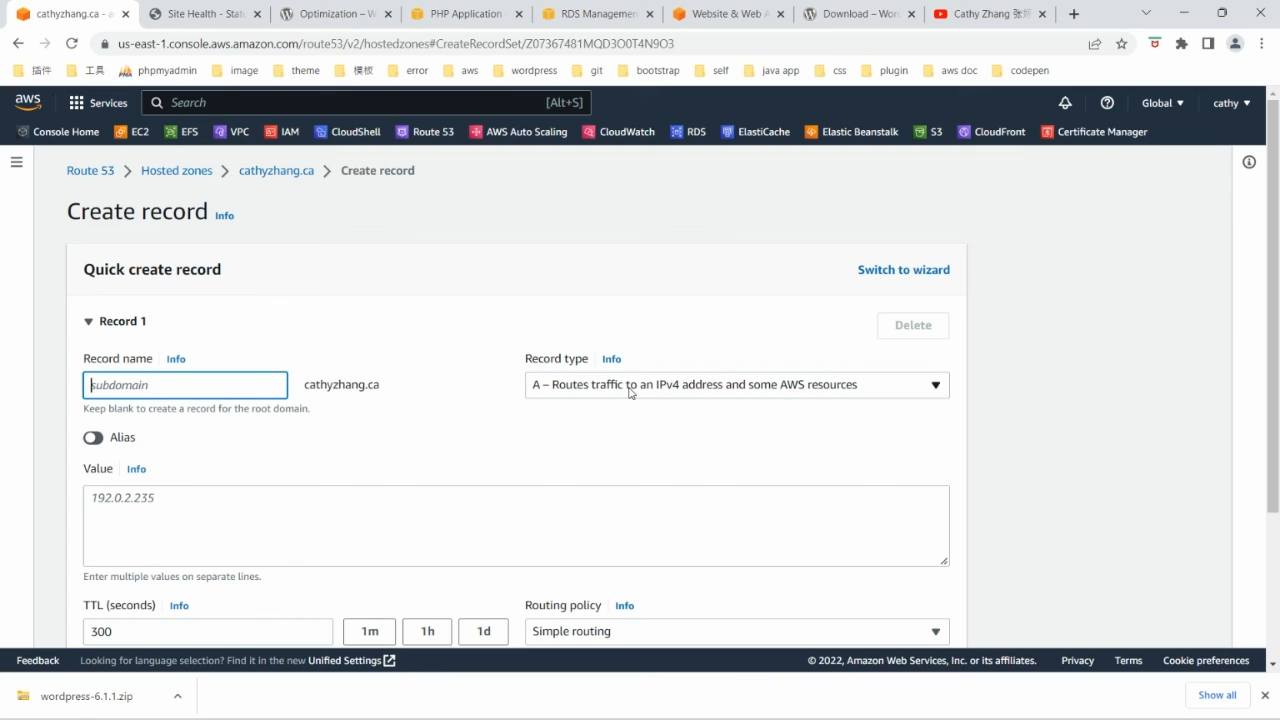 cathyzhang.ca - a
Site Health - Stat
Optimization – W
PHP Application
RDS Managemen
Website & Web A
Download – Wor
Cathy Zhang 张
us-east-1.console.aws.amazon.com/route53/v2/hostedzones#CreateRecordSet/Z07367481MQD3O0T4N9O3
插件
工具
phpmyadmin
image
theme
模板
error
aws
wordpress
git
bootstrap
self
java app
css
plugin
aws doc
codepen
aws
Services
Search
[Alt+S]
Global
cathy
Console Home
EC2
EFS
VPC
IAM
CloudShell
Route 53
AWS Auto Scaling
CloudWatch
RDS
ElastiCache
Elastic Beanstalk
S3
CloudFront
Certificate Manager
Route 53
Hosted zones
cathyzhang.ca
Create record
Create record Info
Quick create record
Switch to wizard
Record 1
Delete
Record name Info
Record type Info
subdomain
cathyzhang.ca
A – Routes traffic to an IPv4 address and some AWS resources
Keep blank to create a record for the root domain.
Alias
Value Info
192.0.2.235
Enter multiple values on separate lines.
TTL (seconds) Info
Routing policy Info
300
1m
1h
1d
Simple routing
Feedback
Looking for language selection? Find it in the new Unified Settings
© 2022, Amazon Web Services, Inc. or its affiliates.
Privacy
Terms
Cookie preferences
wordpress-6.1.1.zip
Show all